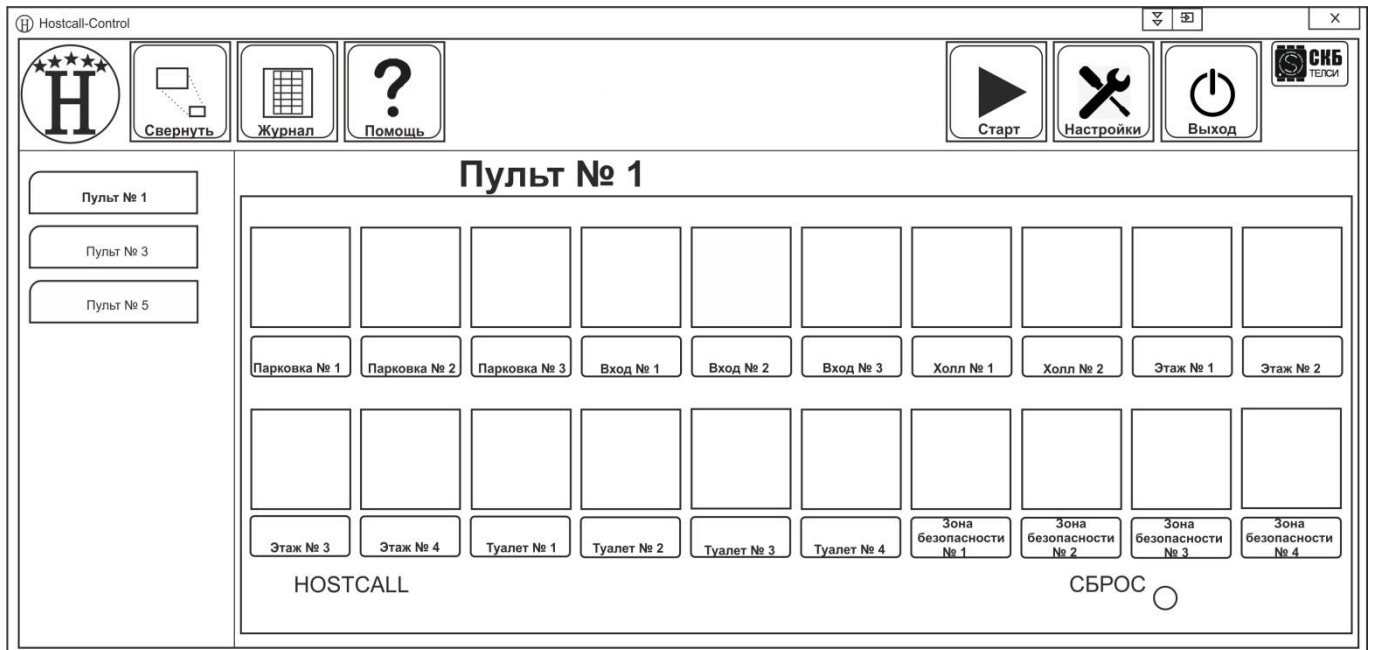 Hostcall-Control
X
H
Свернуть
Журнал
?
Помощь
Старт
Настройки
Выход
S СКБ
ТЕЛСИ
Пульт № 1
Пульт № 3
Пульт № 5
Пульт № 1
Парковка № 1
Парковка № 2
Парковка № 3
Вход № 1
Вход № 2
Вход № 3
Холл № 1
Холл № 2
Этаж № 1
Этаж № 2
Этаж № 3
Этаж № 4
Туалет № 1
Туалет № 2
Туалет № 3
Туалет № 4
Зона
безопасности
№ 1
Зона
безопасности
№ 2
Зона
безопасности
№ 3
Зона
безопасности
№ 4
HOSTCALL
СБРОС